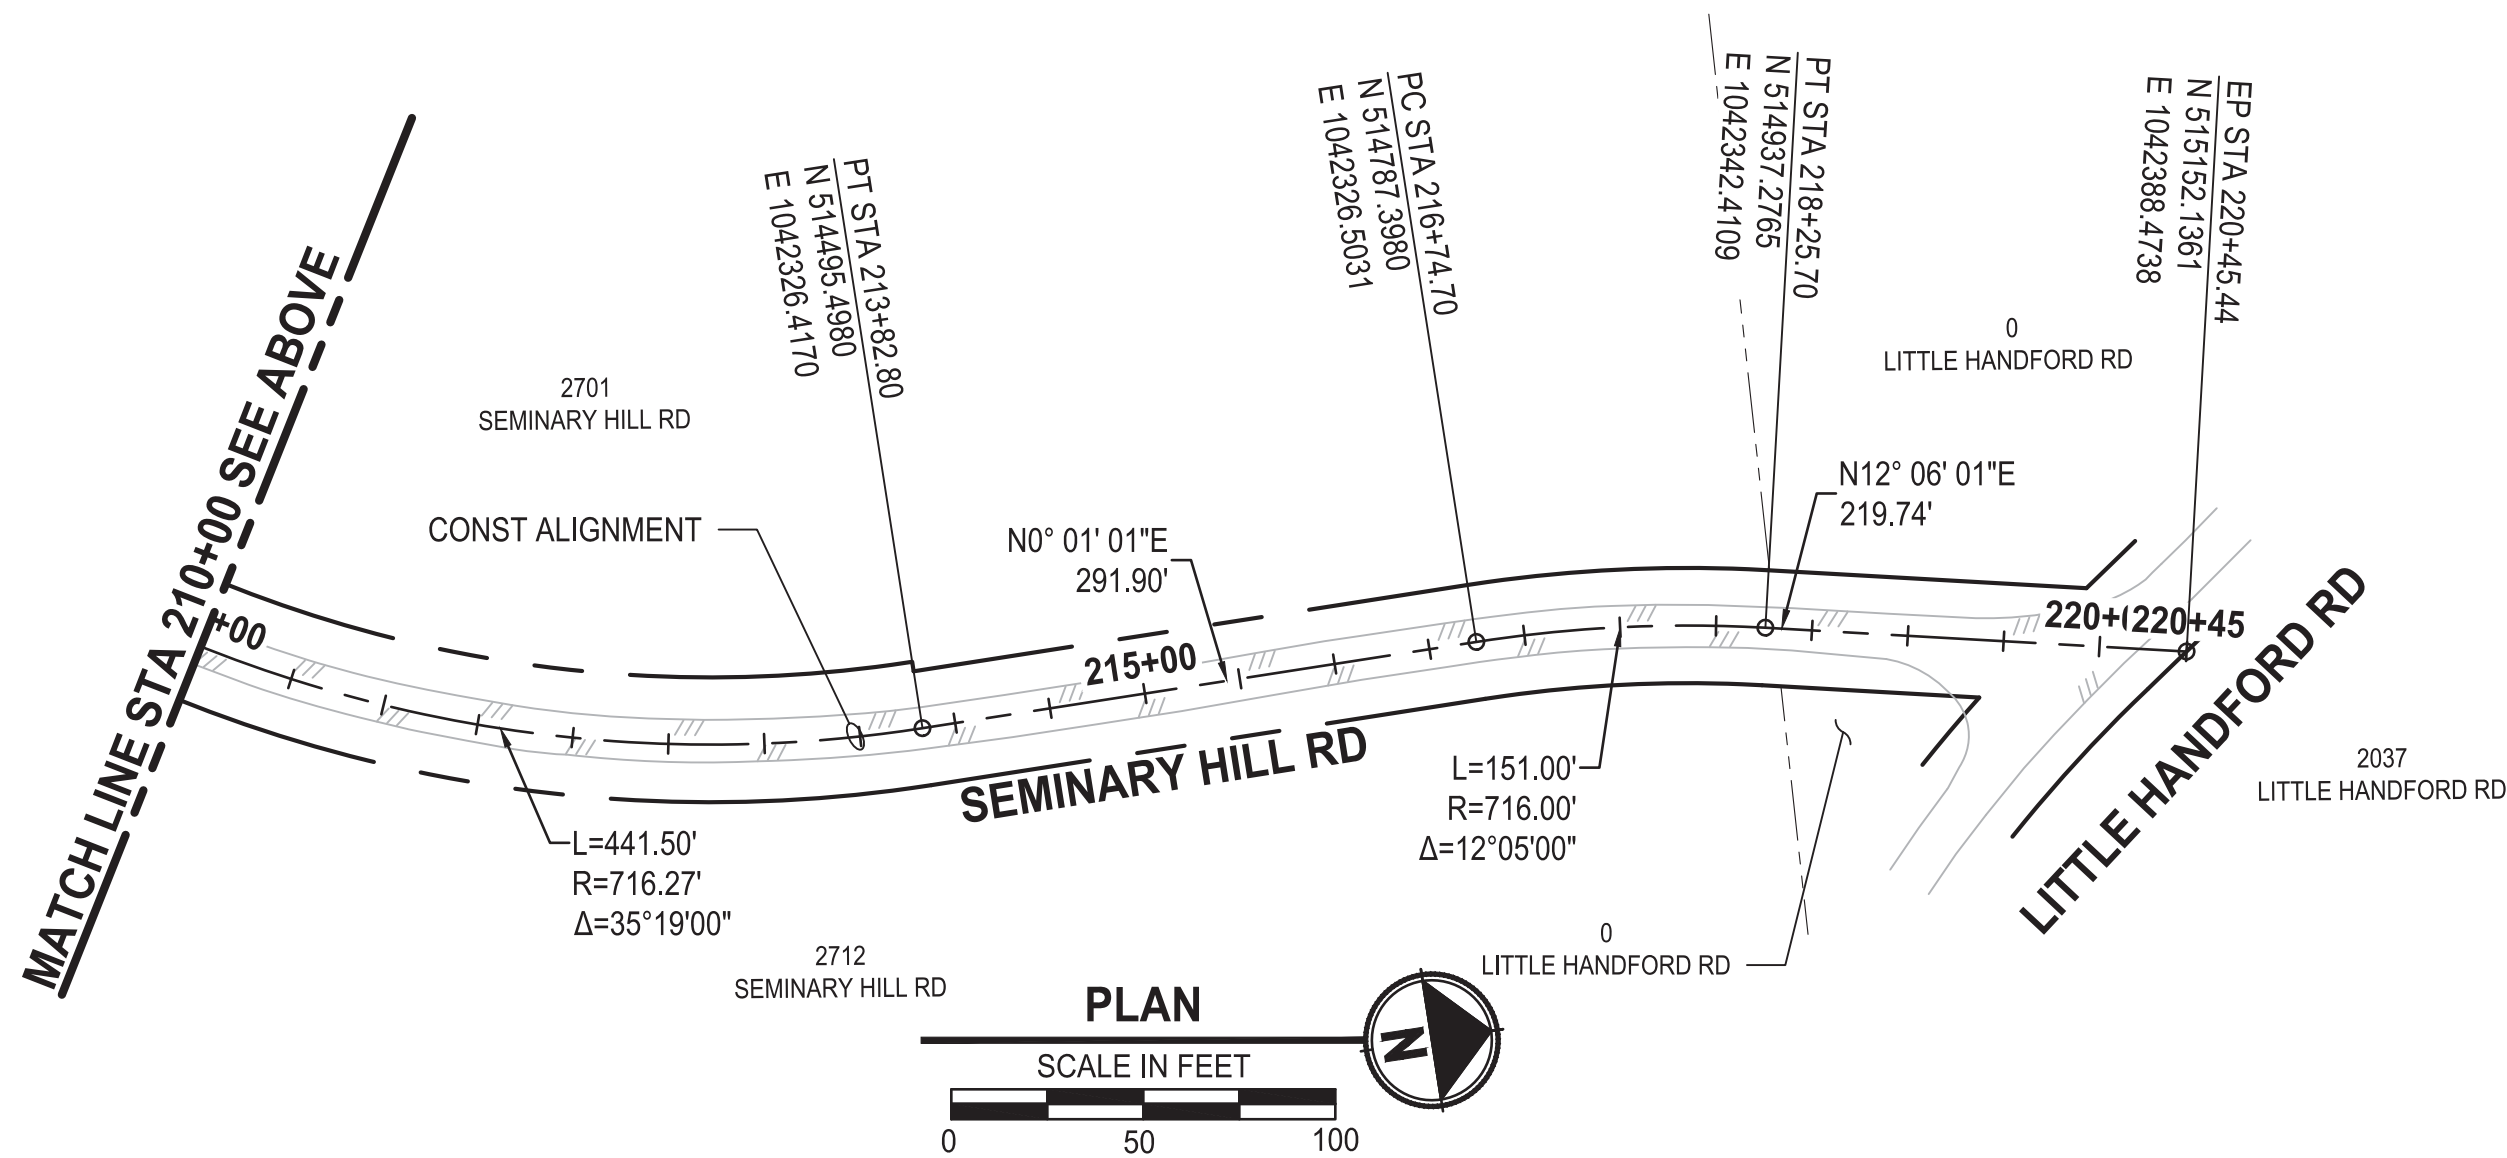 MATCH LINE STA 210+00 SEE ABOVE
+00
2701
SEMINARY HILL RD
CONST ALIGNMENT
PT STA 213+82.80
N 514495.4980
E 1042326.4170
N0° 01' 01"E
291.90'
215+00
PC STA 216+74.70
N 514787.3980
E 1042326.5031
PT STA 218+25.70
N 514937.2765
E 1042342.4109
N12° 06' 01"E
219.74'
0
LITTLE HANDFORD RD
EP STA 220+45.44
N 515152.1361
E 1042388.4738
220+
220+45
LITTLE HANDFORD RD
2037
LITTLE HANDFORD RD
SEMINARY HILL RD
L=441.50'
R=716.27'
Δ=35°19'00"
L=151.00'
R=716.00'
Δ=12°05'00"
2712
SEMINARY HILL RD
0
LITTLE HANDFORD RD
PLAN
N
SCALE IN FEET
0 50 100